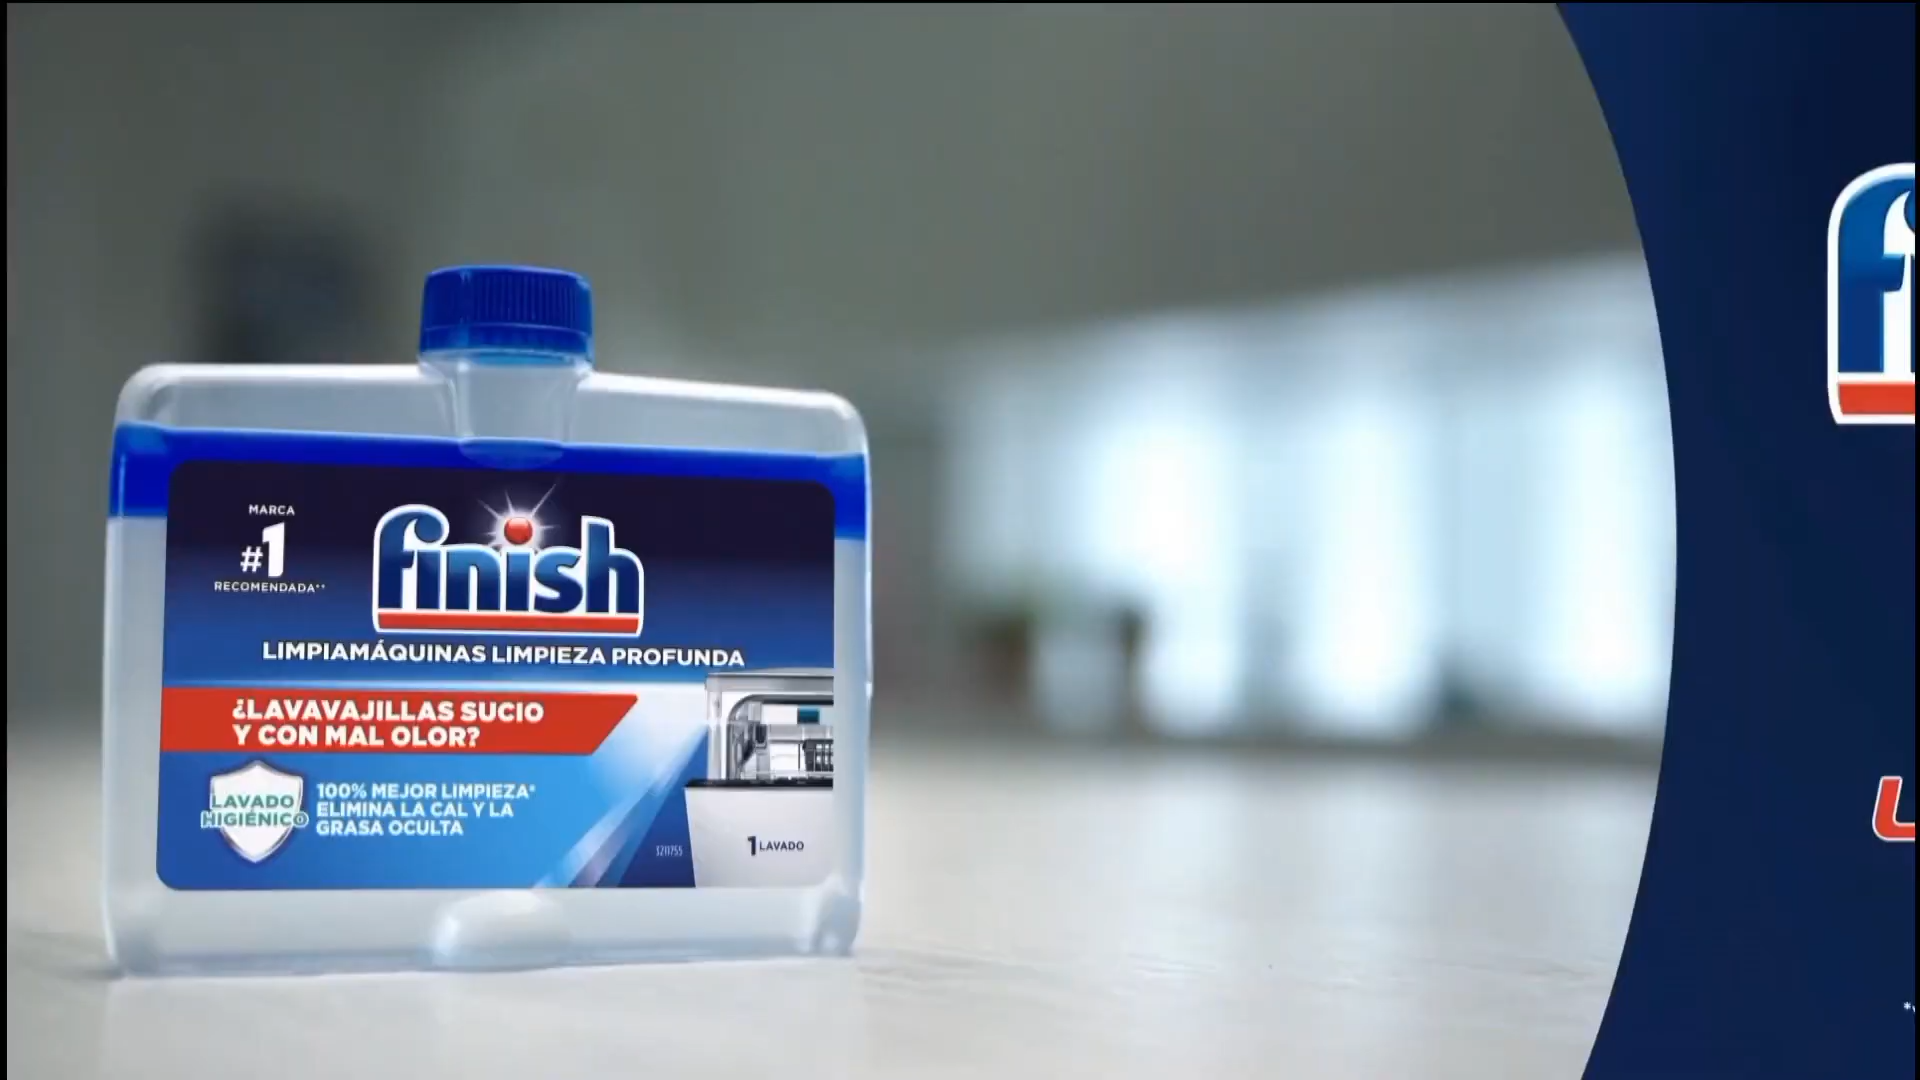 MARCA
#1
RECOMENDADA**
finish
LIMPIAMÁQUINAS LIMPIEZA PROFUNDA
¿LAVAVAJILLAS SUCIO
Y CON MAL OLOR?
LAVADO
HIGIÉNICO
100% MEJOR LIMPIEZA*
ELIMINA LA CAL Y LA
GRASA OCULTA
1 LAVADO